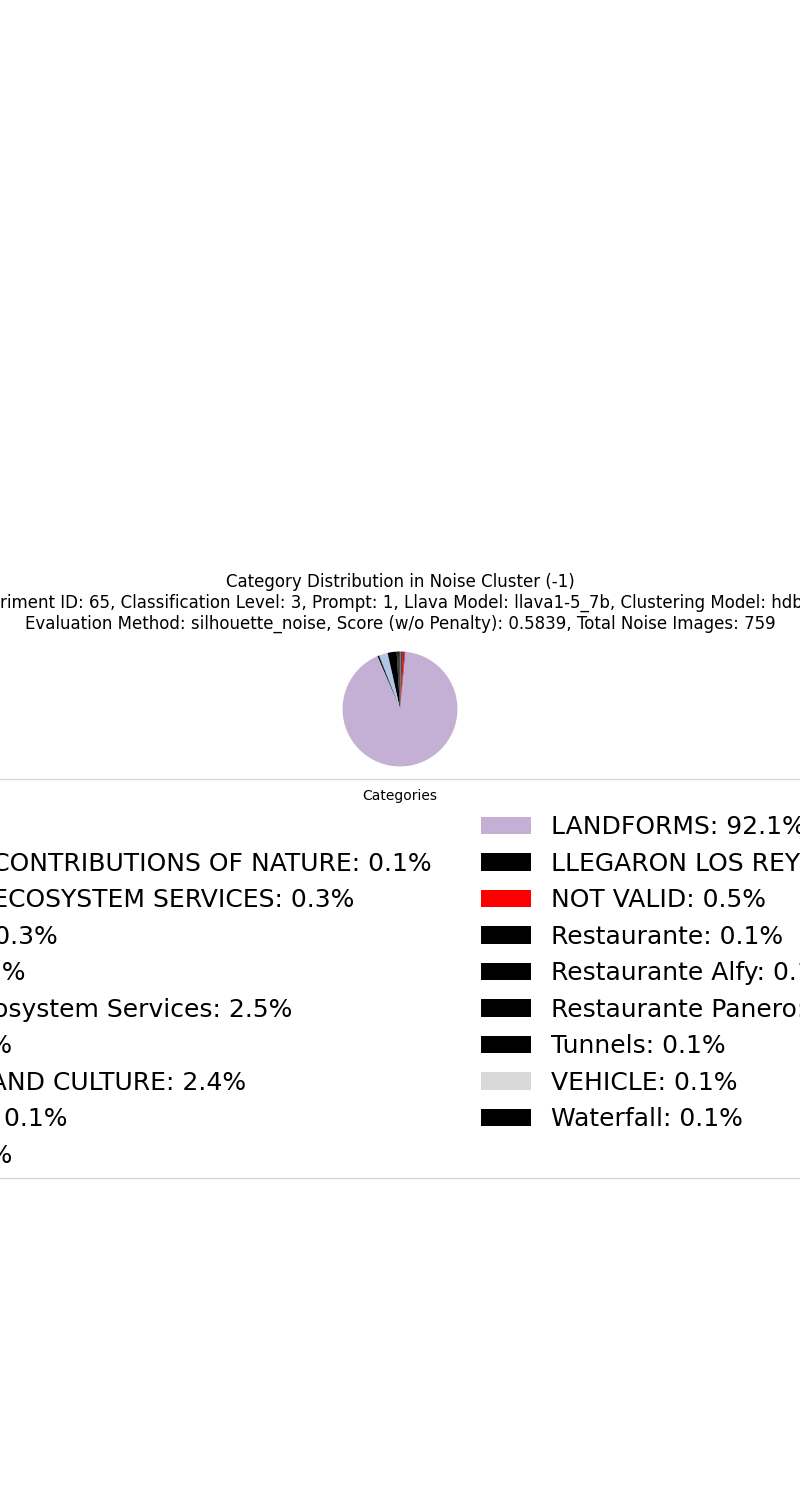 Category Distribution in Noise Cluster (-1)
riment ID: 65, Classification Level: 3, Prompt: 1, Llava Model: llava1-5_7b, Clustering Model: hdb
Evaluation Method: silhouette_noise, Score (w/o Penalty): 0.5839, Total Noise Images: 759
Categories
CONTRIBUTIONS OF NATURE: 0.1%
ECOSYSTEM SERVICES: 0.3%
0.3%
%
osystem Services: 2.5%
%
AND CULTURE: 2.4%
0.1%
%
LANDFORMS: 92.1%
LLEGARON LOS REY
NOT VALID: 0.5%
Restaurante: 0.1%
Restaurante Alfy: 0.
Restaurante Panero:
Tunnels: 0.1%
VEHICLE: 0.1%
Waterfall: 0.1%